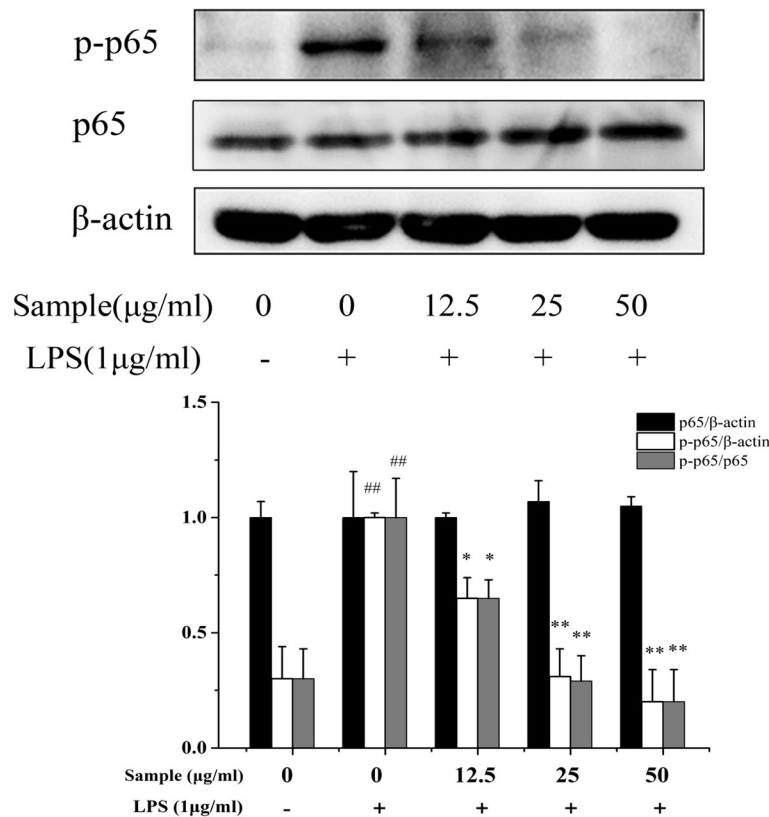 p-p65
p65
β-actin
Sample(μg/ml) 0 0 12.5 25 50
LPS(1μg/ml) - + + + +
1.5
1.0
0.5
0.0
p65/β-actin
p-p65/β-actin
p-p65/p65
## ##
* *
** **
** **
Sample (μg/ml) 0 0 12.5 25 50
LPS (1μg/ml) - + + + +